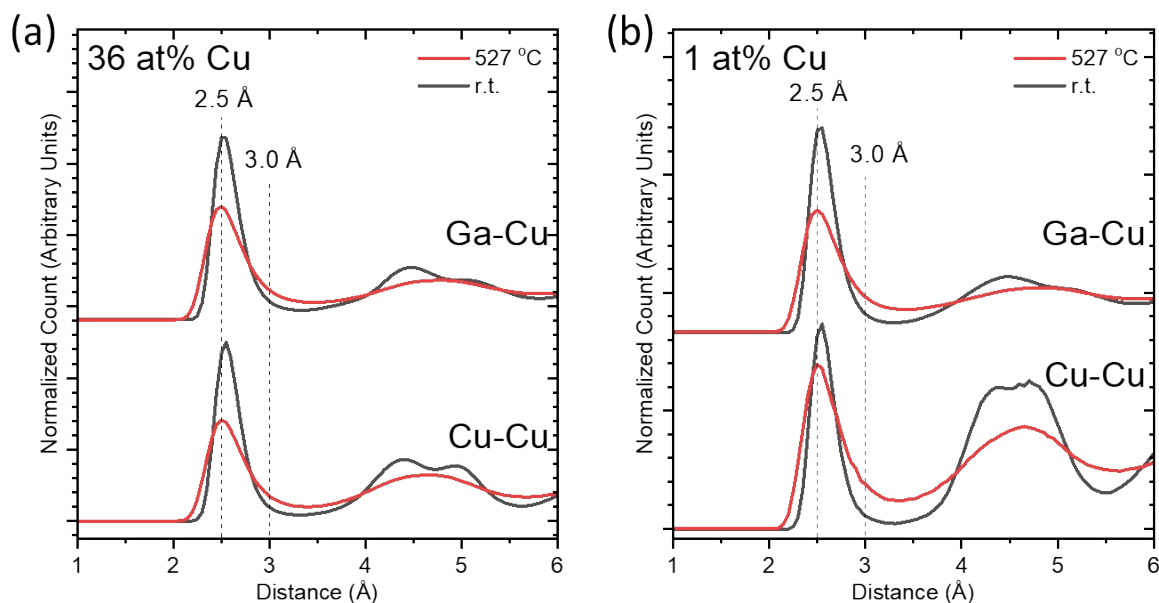 (a)
36 at% Cu
527 °C
r.t.
2.5 Å
3.0 Å
Ga-Cu
Cu-Cu
Normalized Count (Arbitrary Units)
1 2 3 4 5 6
Distance (Å)
(b)
1 at% Cu
527 °C
r.t.
2.5 Å
3.0 Å
Ga-Cu
Cu-Cu
Normalized Count (Arbitrary Units)
1 2 3 4 5 6
Distance (Å)